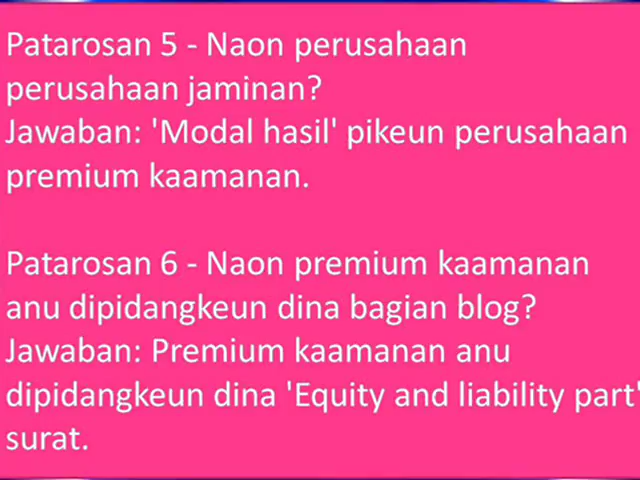 Patarosan 5 - Naon perusahaan
perusahaan jaminan?
Jawaban: 'Modal hasil' pikeun perusahaan
premium kaamanan.
Patarosan 6 - Naon premium kaamanan
anu dipidangkeun dina bagian blog?
Jawaban: Premium kaamanan anu
dipidangkeun dina 'Equity and liability part'
surat.